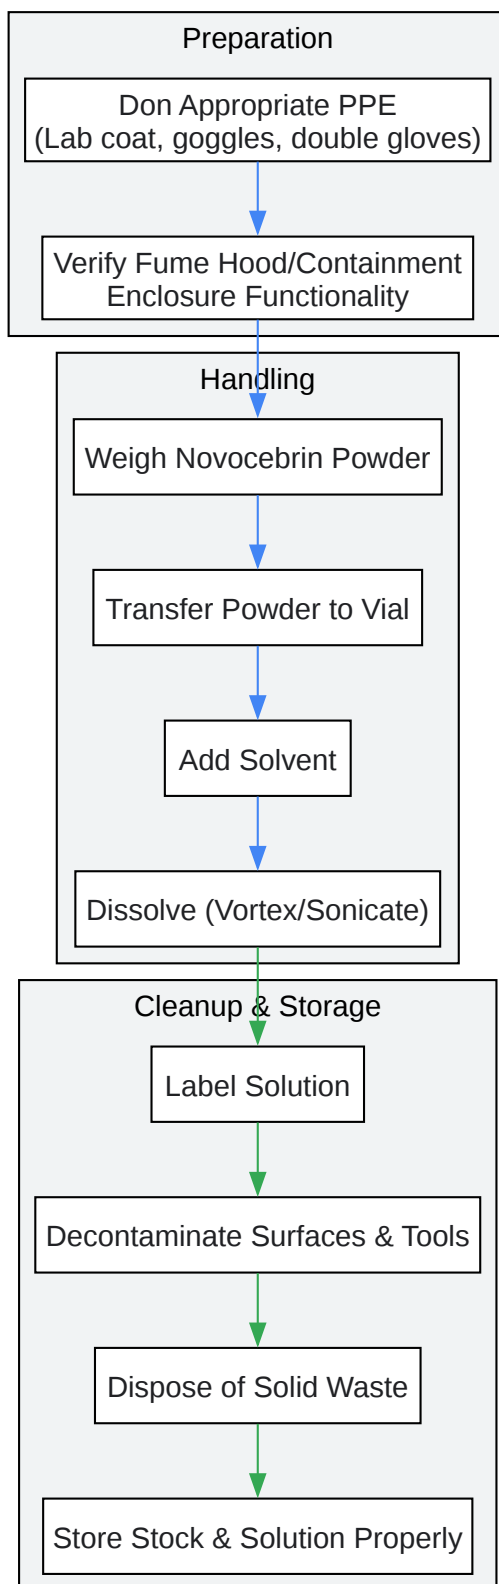 Preparation
Don Appropriate PPE
(Lab coat, goggles, double gloves)
Verify Fume Hood/Containment
Enclosure Functionality
Handling
Weigh Novocebrin Powder
Transfer Powder to Vial
Add Solvent
Dissolve (Vortex/Sonicate)
Cleanup & Storage
Label Solution
Decontaminate Surfaces & Tools
Dispose of Solid Waste
Store Stock & Solution Properly